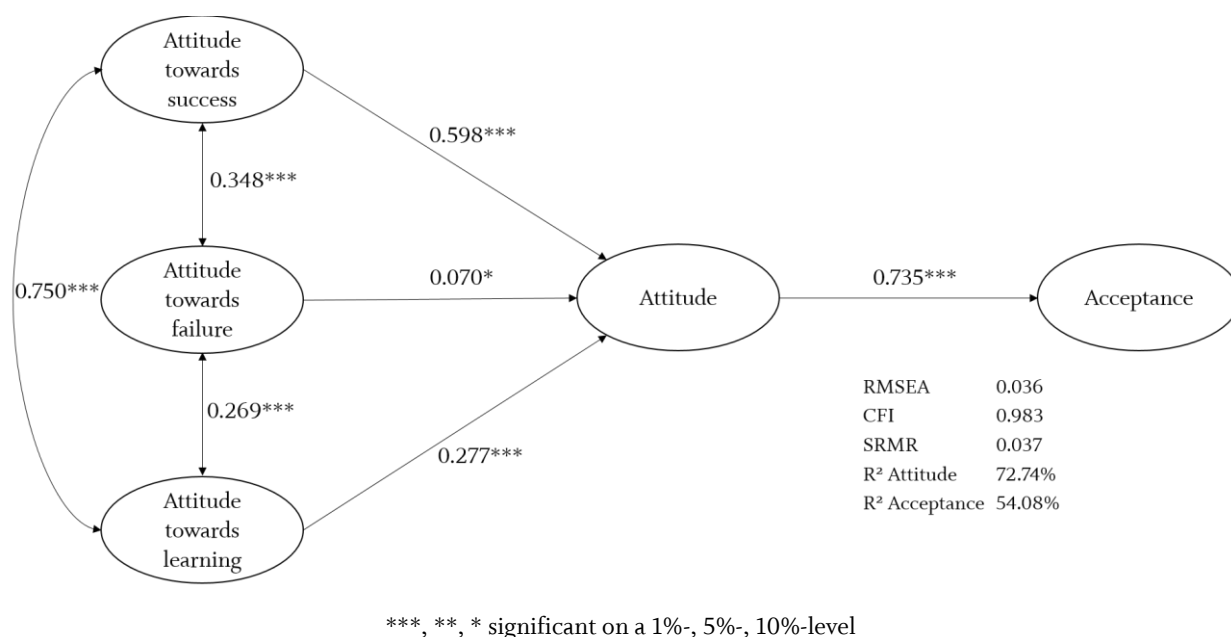 Attitude
towards
success
0.598***
0.348***
Attitude
towards
failure
0.750***
0.070*
Attitude
0.735***
Acceptance
0.269***
0.277***
Attitude
towards
learning
RMSEA 0.036
CFI 0.983
SRMR 0.037
R² Attitude 72.74%
R² Acceptance 54.08%
***, **, * significant on a 1%-, 5%-, 10%-level